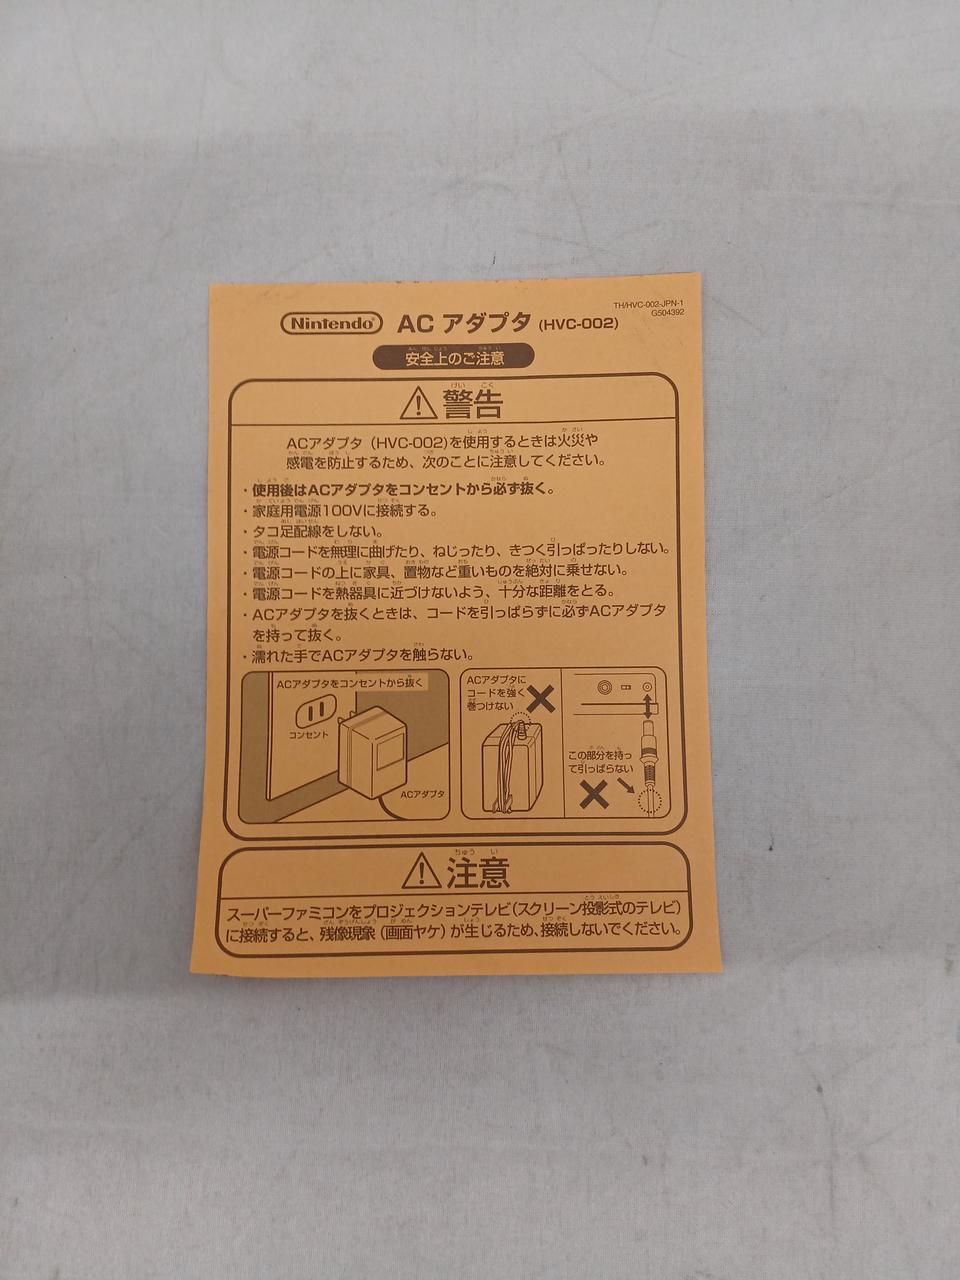 Nintendo AC アダプタ (HVC-002)
TH/HVC-002-JPN-1
G504392
安全上のご注意
警告
ACアダプタ（HVC-002)を使用するときは火災や
感電を防止するため、次のことに注意してください。
・使用後はACアダプタをコンセントから必ず抜く。
・家庭用電源100Vに接続する。
・タコ足配線をしない。
・電源コードを無理に曲げたり、ねじったり、きつく引っぱったりしない。
・電源コードの上に家具、置物など重いものを絶対に乗せない。
・電源コードを熱器具に近づけないよう、十分な距離をとる。
・ACアダプタを抜くときは、コードを引っぱらずに必ずACアダプタ
を持って抜く。
・濡れた手でACアダプタを触らない。
ACアダプタをコンセントから抜く
コンセント
ACアダプタ
ACアダプタに
コードを強く
巻つけない
この部分を持っ
て引っぱらない
注意
スーパーファミコンをプロジェクションテレビ（スクリーン投影式のテレビ）
に接続すると、残像現象（画面ヤケ）が生じるため、接続しないでください。